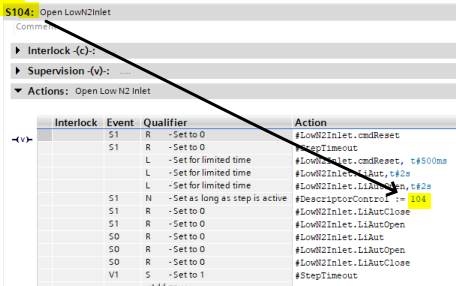 S104: Open LowN2Inlet
Comment
Interlock -(c)-:
Supervision -(v)-: .....
Actions: Open Low N2 Inlet
Interlock Event Qualifier Action
S1 R - Set to 0 #LowN2Inlet.cmdReset
S1 R - Set to 0 #StepTimeout
L - Set for limited time #LowN2Inlet.cmdReset, t#500ms
L - Set for limited time #LowN2Inlet.LiAut,t#2s
L - Set for limited time #LowN2Inlet.LiAutOpen,t#2s
S1 N - Set as long as step is active #DescriptorControl := 104
S1 R - Set to 0 #LowN2Inlet.LiAutClose
S1 R - Set to 0 #LowN2Inlet.LiAutOpen
S0 R - Set to 0 #LowN2Inlet.LiAut
S0 R - Set to 0 #LowN2Inlet.LiAutOpen
S0 R - Set to 0 #LowN2Inlet.LiAutClose
V1 S - Set to 1 #StepTimeout
-(v)-